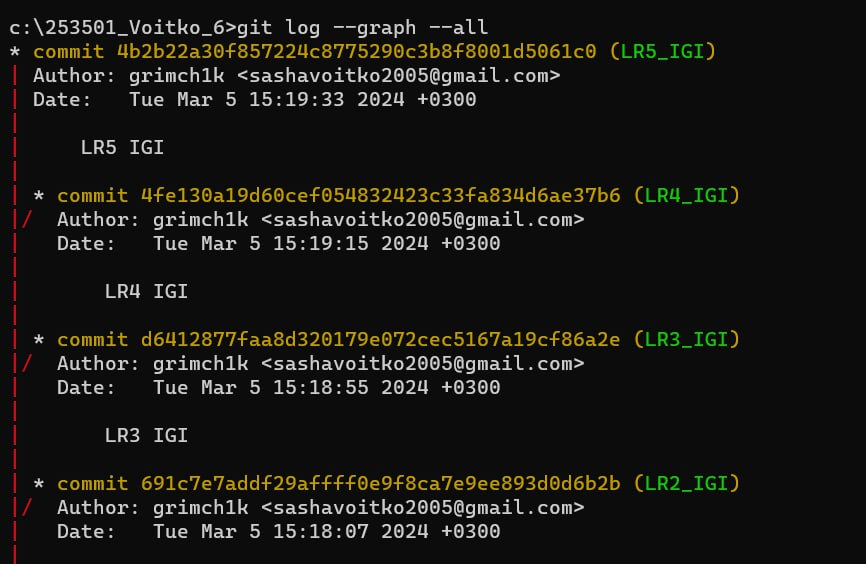 c:\253501_Voitko_6>git log --graph --all
* commit 4b2b22a30f857224c8775290c3b8f8001d5061c0 (LR5_IGI)
| Author: grimch1k <sashavoitko2005@gmail.com>
| Date:   Tue Mar 5 15:19:33 2024 +0300
|
|     LR5 IGI
|
| * commit 4fe130a19d60cef054832423c33fa834d6ae37b6 (LR4_IGI)
|/  Author: grimch1k <sashavoitko2005@gmail.com>
|   Date:   Tue Mar 5 15:19:15 2024 +0300
|
|       LR4 IGI
|
| * commit d6412877faa8d320179e072cec5167a19cf86a2e (LR3_IGI)
|/  Author: grimch1k <sashavoitko2005@gmail.com>
|   Date:   Tue Mar 5 15:18:55 2024 +0300
|
|       LR3 IGI
|
| * commit 691c7e7addf29affff0e9f8ca7e9ee893d0d6b2b (LR2_IGI)
|/  Author: grimch1k <sashavoitko2005@gmail.com>
|   Date:   Tue Mar 5 15:18:07 2024 +0300
|